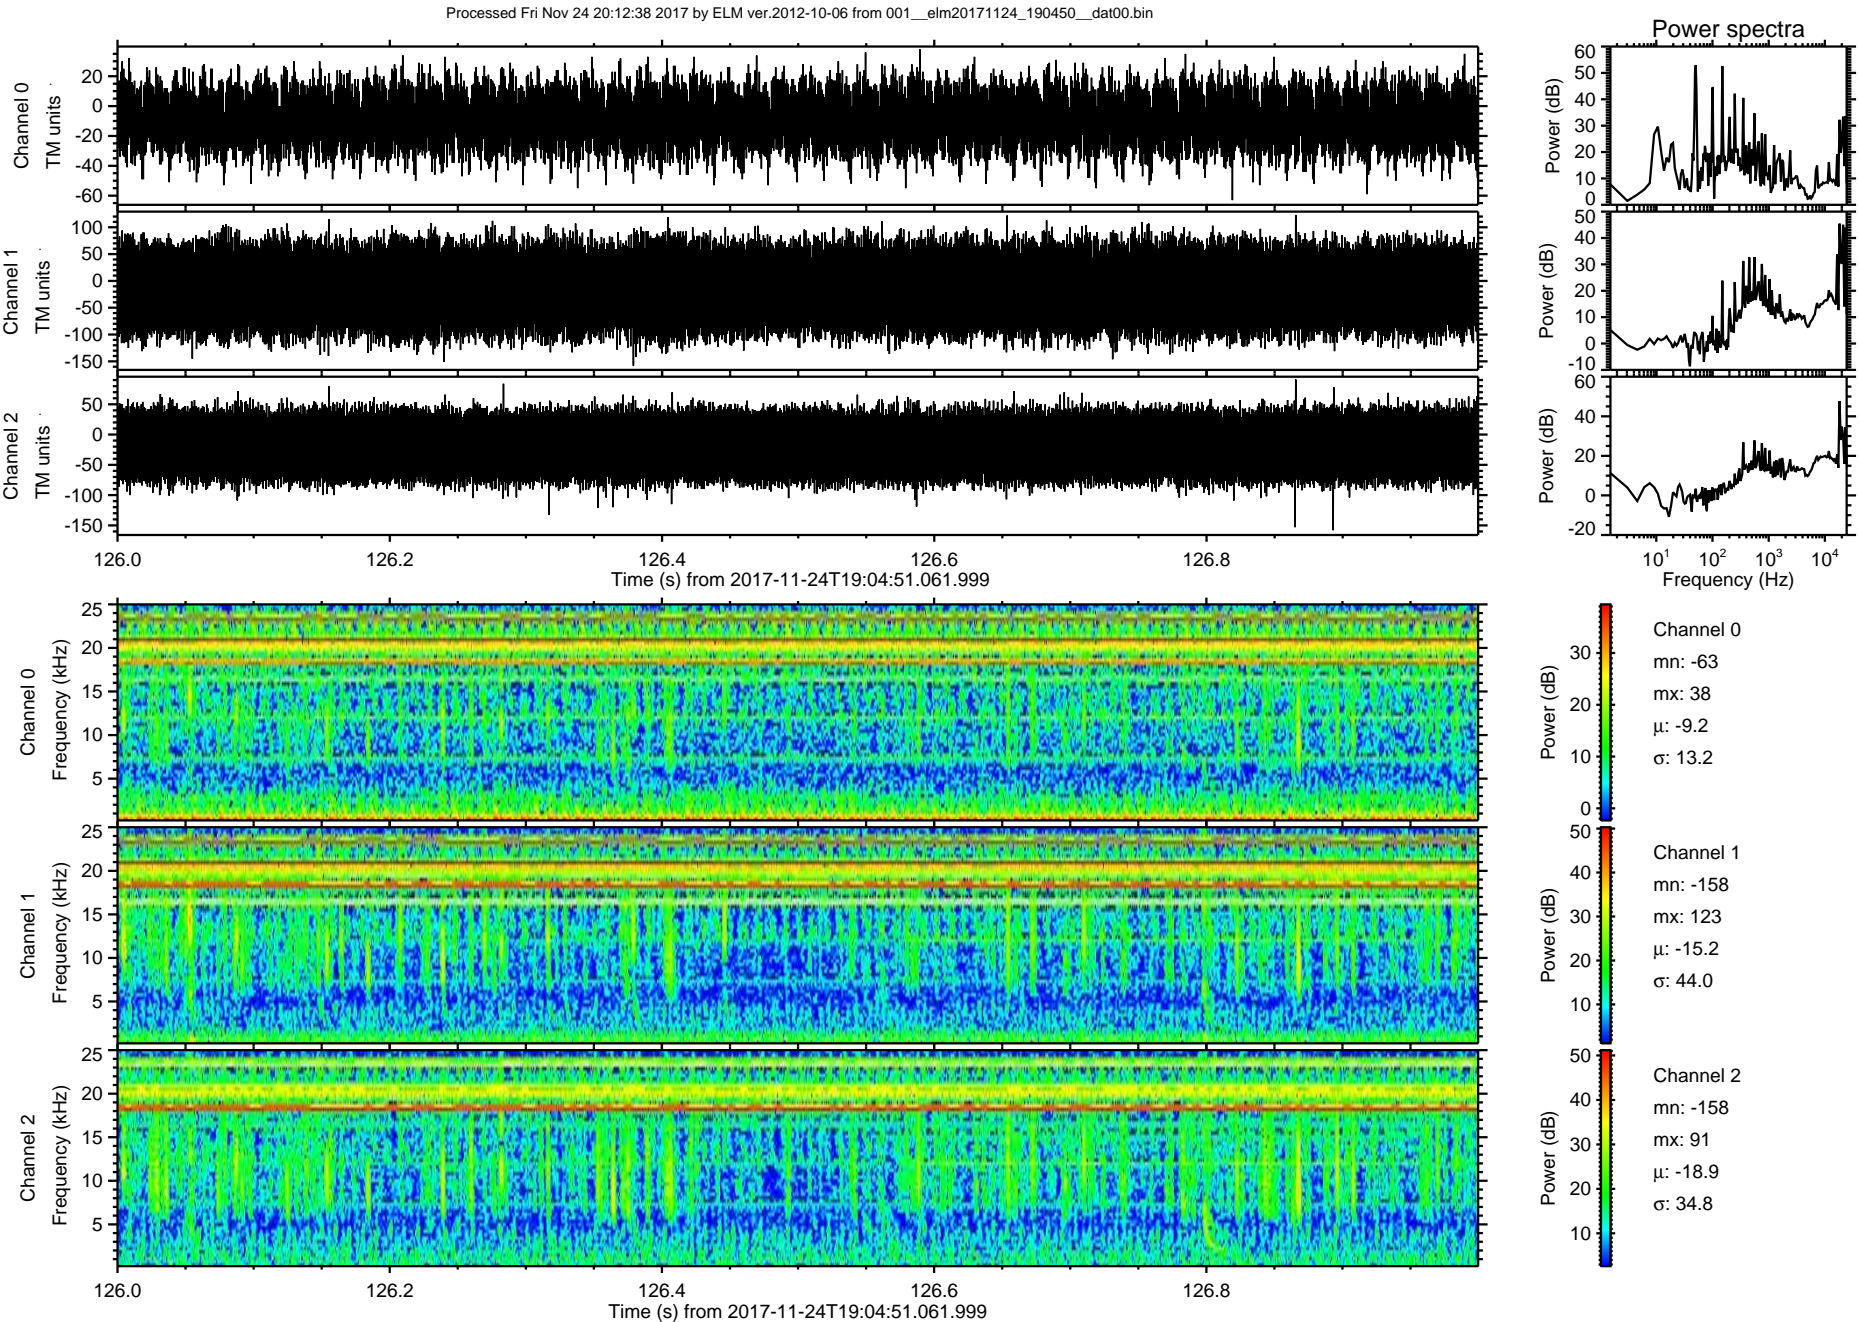 Processed Fri Nov 24 20:12:38 2017 by ELM ver.2012-10-06 from 001__elm20171124_190450__dat00.bin
Power spectra
Channel 0
TM units
20
0
-20
-40
-60
Power (dB)
60
50
40
30
20
10
0
Channel 1
TM units
100
50
0
-50
-100
-150
Power (dB)
50
40
30
20
10
0
-10
Channel 2
TM units
50
0
-50
-100
-150
Power (dB)
60
40
20
0
-20
126.0 126.2 126.4 126.6 126.8
Time (s) from 2017-11-24T19:04:51.061.999
10^1 10^2 10^3 10^4
Frequency (Hz)
Channel 0
Frequency (kHz)
25
20
15
10
5
Power (dB)
30
20
10
0
Channel 0
mn: -63
mx: 38
μ: -9.2
σ: 13.2
Channel 1
Frequency (kHz)
25
20
15
10
5
Power (dB)
50
40
30
20
10
Channel 1
mn: -158
mx: 123
μ: -15.2
σ: 44.0
Channel 2
Frequency (kHz)
25
20
15
10
5
Power (dB)
50
40
30
20
10
Channel 2
mn: -158
mx: 91
μ: -18.9
σ: 34.8
126.0 126.2 126.4 126.6 126.8
Time (s) from 2017-11-24T19:04:51.061.999